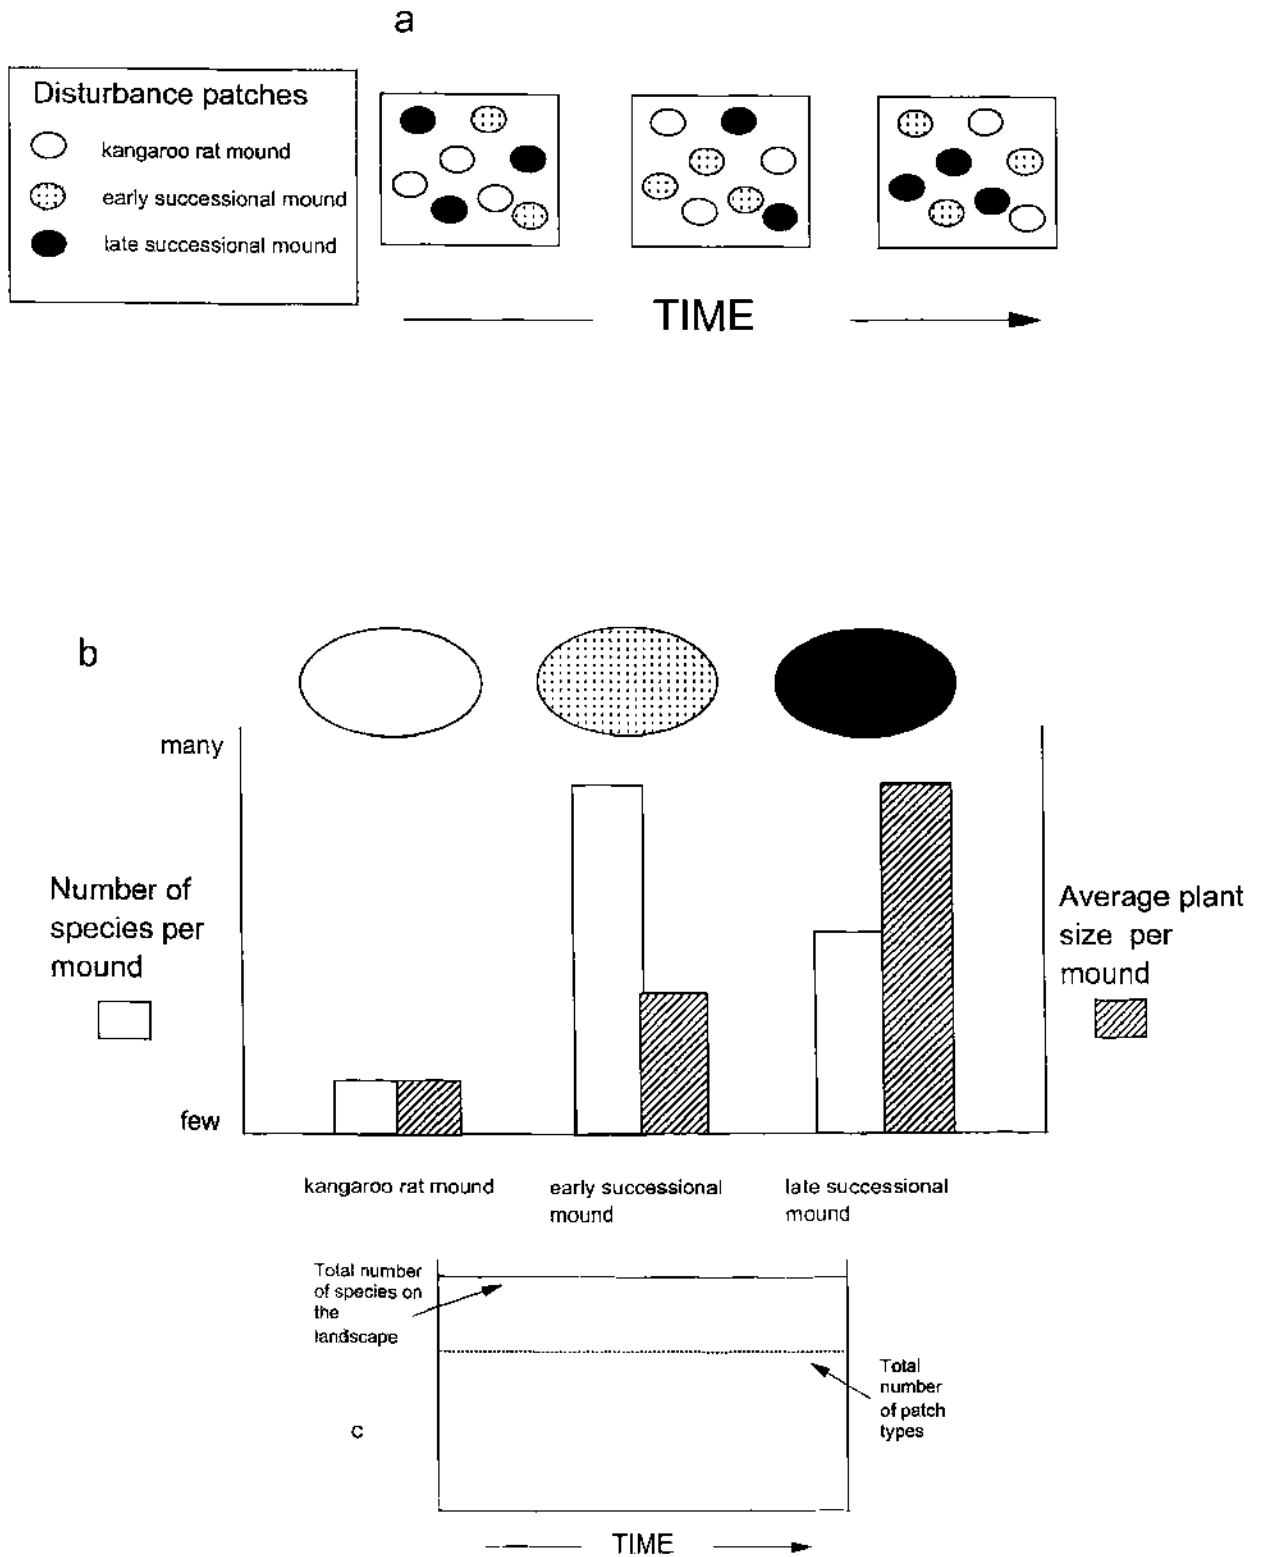 a
Disturbance patches
kangaroo rat mound
early successional mound
late successional mound
TIME
b
many
Number of
species per
mound
few
Average plant
size per
mound
kangaroo rat mound
early successional
mound
late successional
mound
Total number
of species on
the
landscape
Total
number
of patch
types
c
TIME